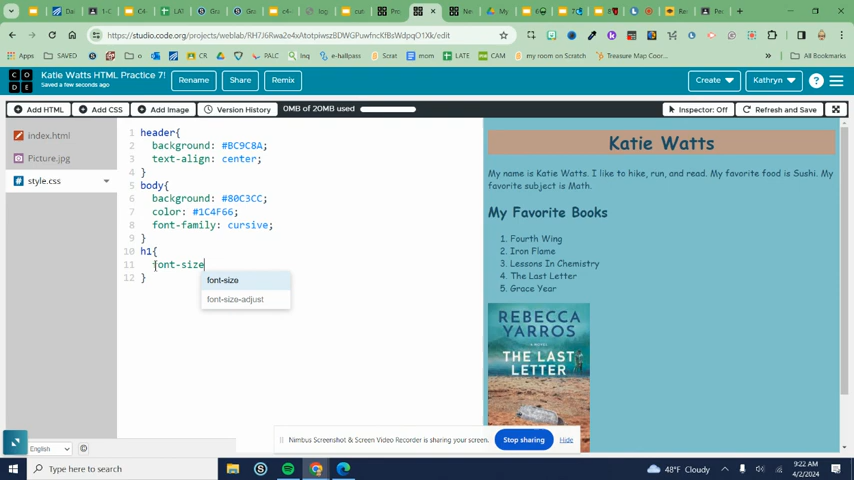 https://studio.code.org/projects/weblab/RH7J6Rwa2o4xAtotpiwszBDWGPuwfncKfBsWdpqO1Xk/edit
Apps SAVED CR PALC Inq e-hallpass Scrat mom LATE CAM my room on Scratch Treasure Map Coor... All Bookmarks
CODE
Katie Watts HTML Practice 7!
Saved a few seconds ago
Rename Share Remix Create Kathryn ?
Add HTML Add CSS Add Image Version History 0MB of 20MB used Inspector: Off Refresh and Save
index.html
Picture.jpg
style.css
1 header{
2 background: #BC9C8A;
3 text-align: center;
4 }
5 body{
6 background: #80C3CC;
7 color: #1C4F66;
8 font-family: cursive;
9 }
10 h1{
11 font-size
12 }
font-size
font-size-adjust
Katie Watts
My name is Katie Watts. I like to hike, run, and read. My favorite food is Sushi. My
favorite subject is Math.
My Favorite Books
1. Fourth Wing
2. Iron Flame
3. Lessons In Chemistry
4. The Last Letter
5. Grace Year
REBECCA
YARROS
A NOVEL
THE LAST
LETTER
Nimbus Screenshot & Screen Video Recorder is sharing your screen. Stop sharing Hide
English
Type here to search
48°F Cloudy
9:22 AM
4/2/2024